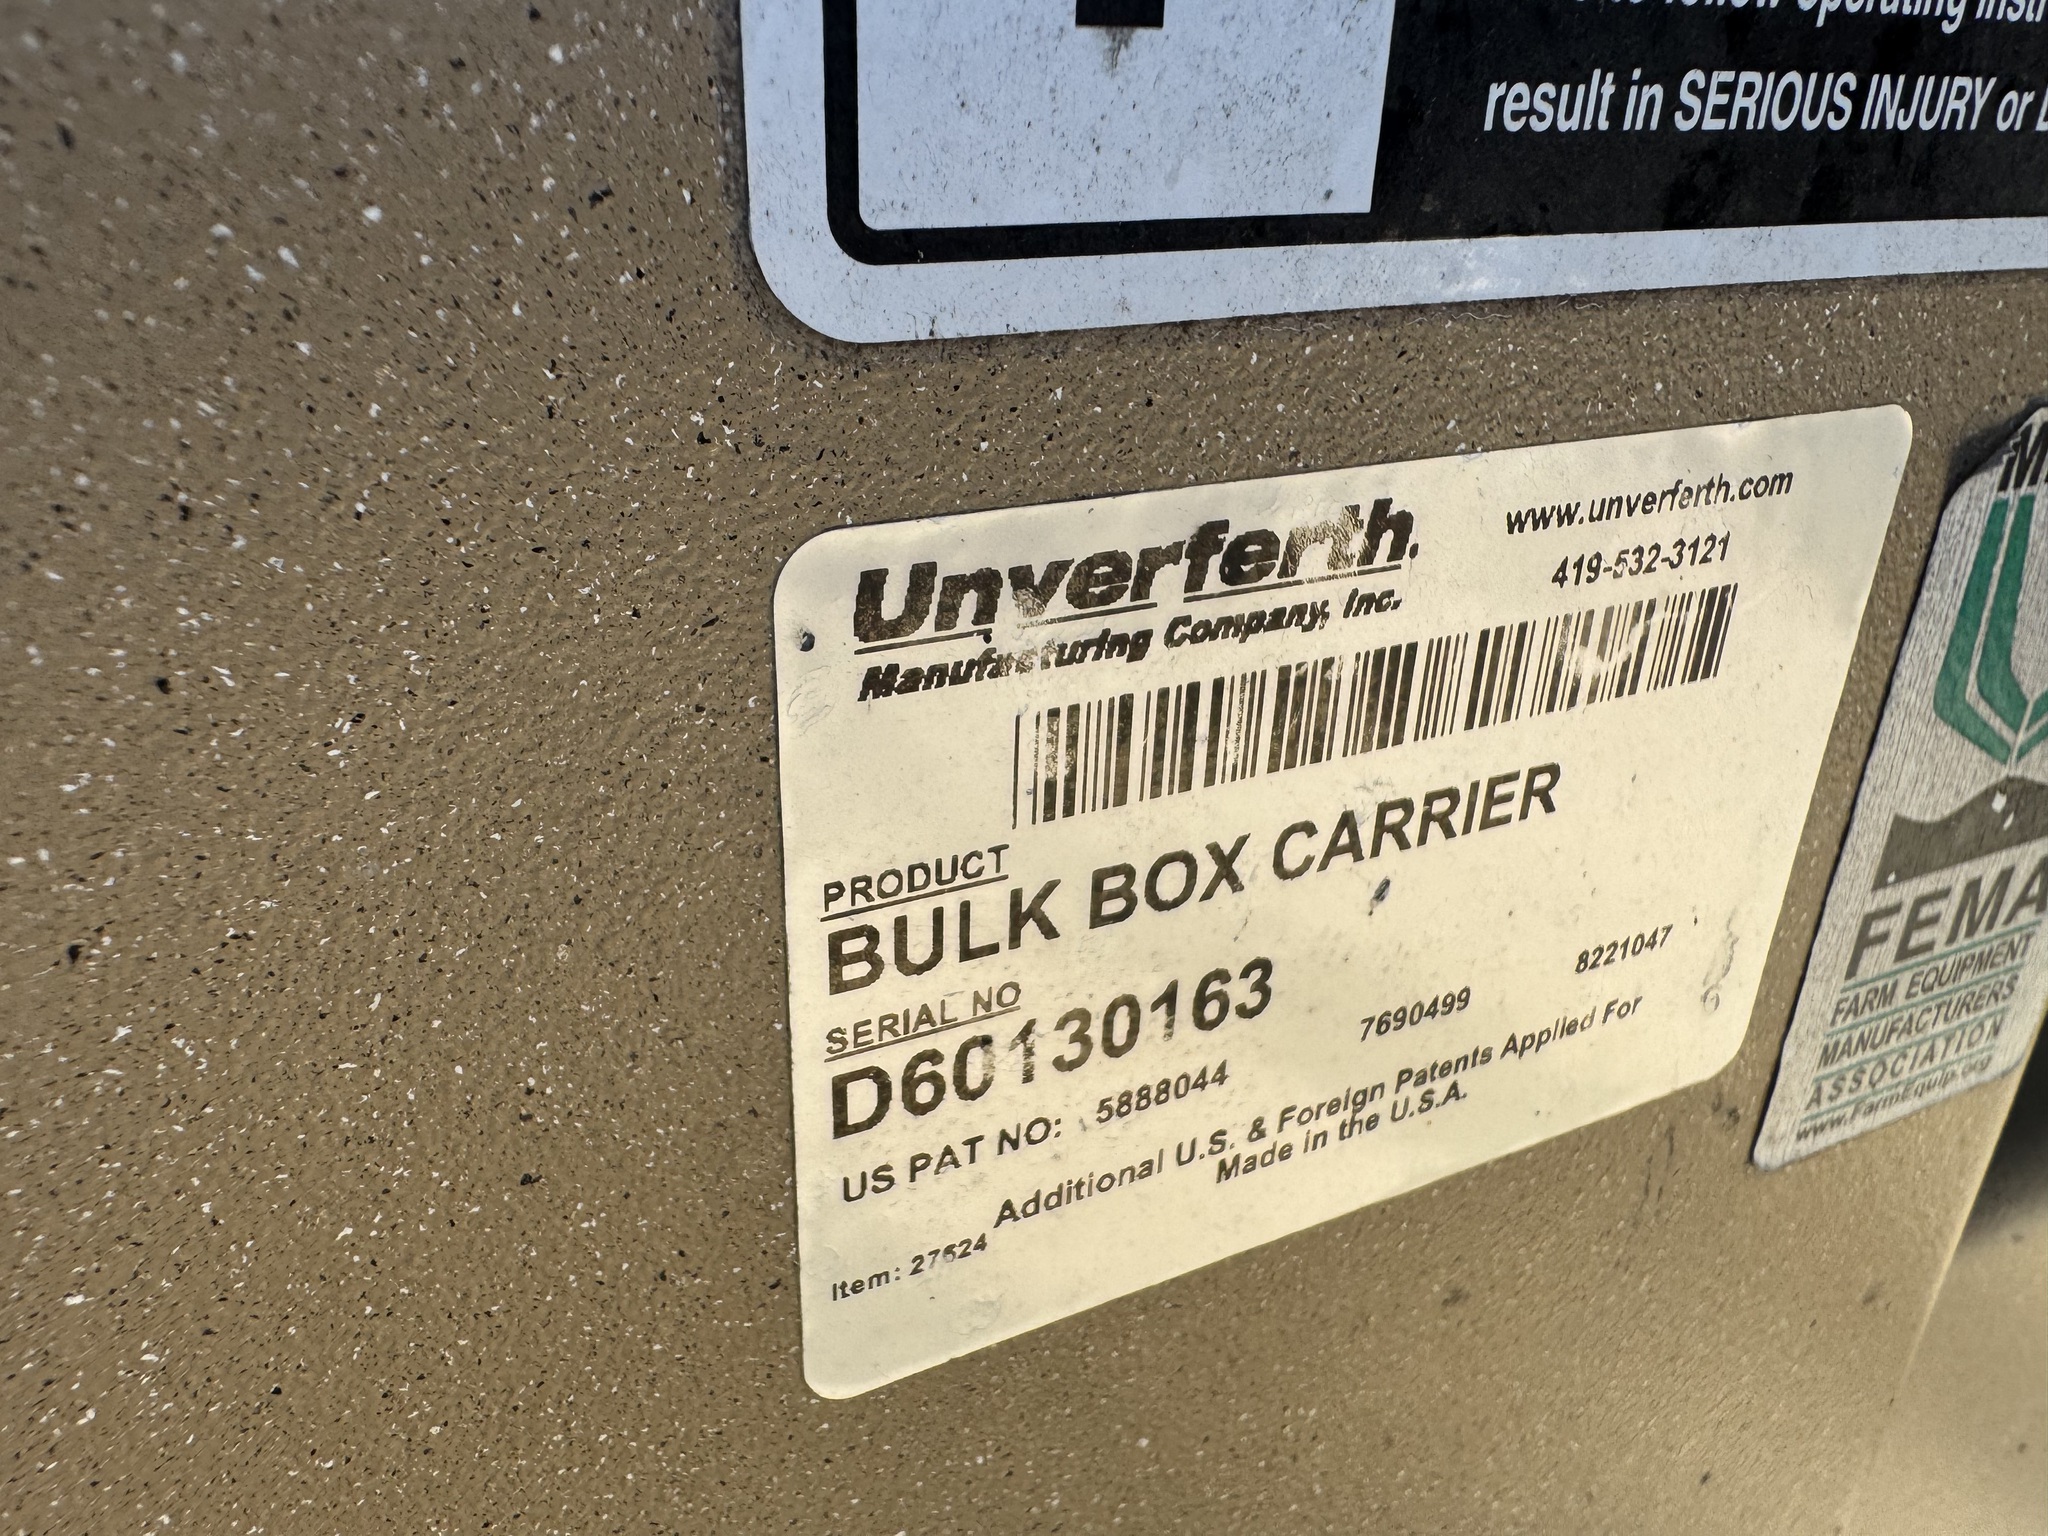 follow operating
result in SERIOUS INJURY or
Unverferth
Manufacturing Company, Inc.
www.unverferth.com
419-532-3121
PRODUCT
BULK BOX CARRIER
SERIAL NO
D60130163
US PAT NO: 5888044 7690499 8221047
Additional U.S. & Foreign Patents Applied For
Made in the U.S.A.
Item: 27624
FEMA
FARM EQUIPMENT
MANUFACTURERS
ASSOCIATION
www.FarmEquip.org